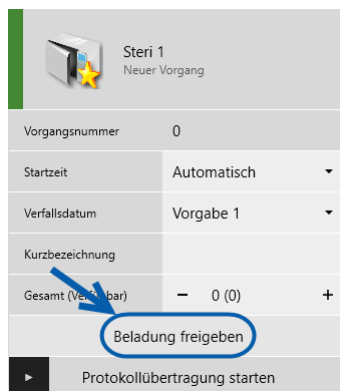 Steri 1
Neuer Vorgang
Vorgangsnummer 0
Startzeit Automatisch
Verfallsdatum Vorgabe 1
Kurzbezeichnung
Gesamt (Verfügbar) − 0 (0) +
Beladung freigeben
Protokollübertragung starten